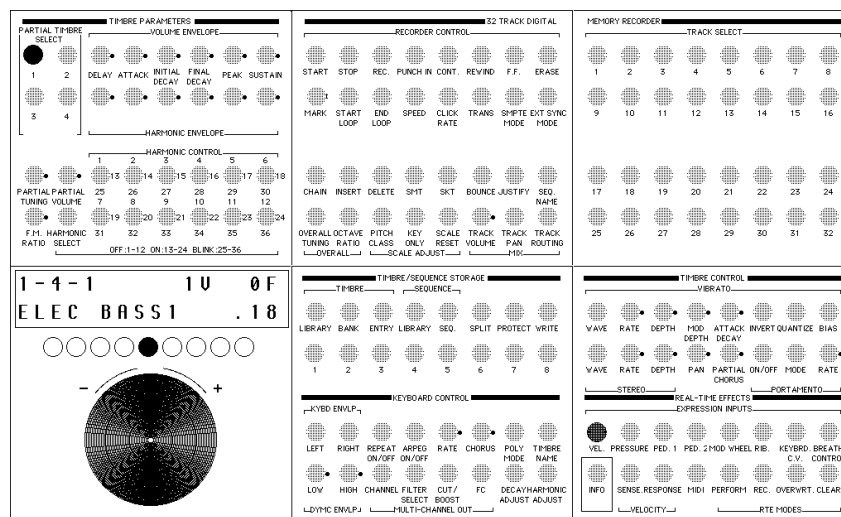 TIMBRE PARAMETERS
PARTIAL TIMBRE SELECT
VOLUME ENVELOPE
1 2
DELAY ATTACK INITIAL DECAY FINAL DECAY PEAK SUSTAIN
3 4
HARMONIC ENVELOPE
HARMONIC CONTROL
1 2 3 4 5 6
13 14 15 16 17 18
PARTIAL TUNING PARTIAL VOLUME
25 26 27 28 29 30
7 8 9 10 11 12
19 20 21 22 23 24
F.M. RATIO HARMONIC SELECT
31 32 33 34 35 36
OFF:1-12 ON:13-24 BLINK:25-36
32 TRACK DIGITAL
RECORDER CONTROL
START STOP REC. PUNCH IN CONT. REWIND F.F. ERASE
MARK START LOOP END LOOP SPEED CLICK RATE TRANS SMPTE MODE EXT SYNC MODE
CHAIN INSERT DELETE SMT SKT BOUNCE JUSTIFY SEQ. NAME
OVERALL TUNING OCTAVE RATIO PITCH CLASS KEY ONLY SCALE RESET TRACK VOLUME TRACK PAN TRACK ROUTING
OVERALL SCALE ADJUST MIX
MEMORY RECORDER
TRACK SELECT
1 2 3 4 5 6 7 8
9 10 11 12 13 14 15 16
17 18 19 20 21 22 23 24
25 26 27 28 29 30 31 32
1-4-1 1V 0F
ELEC BASS1 .18
- +
TIMBRE/SEQUENCE STORAGE
TIMBRE SEQUENCE
LIBRARY BANK ENTRY LIBRARY SEQ. SPLIT PROTECT WRITE
1 2 3 4 5 6 7 8
KEYBOARD CONTROL
KYBD ENVLP
LEFT RIGHT REPEAT ON/OFF ARPEG ON/OFF RATE CHORUS POLY MODE TIMBRE NAME
LOW HIGH CHANNEL FILTER SELECT CUT/BOOST FC DECAY ADJUST HARMONIC ADJUST
DYMC ENVLP MULTI-CHANNEL OUT
TIMBRE CONTROL
VIBRATO
WAVE RATE DEPTH MOD DEPTH ATTACK DECAY INVERT QUANTIZE BIAS
WAVE RATE DEPTH PAN PARTIAL CHORUS ON/OFF MODE RATE
STEREO PORTAMENTO
REAL-TIME EFFECTS
EXPRESSION INPUTS
VEL. PRESSURE PED. 1 PED. 2 MOD WHEEL RIB. KEYBRD. C.V. BREATH CONTRO
INFO SENSE. RESPONSE MIDI PERFORM REC. OVERWRT. CLEAR
VELOCITY RTE MODES